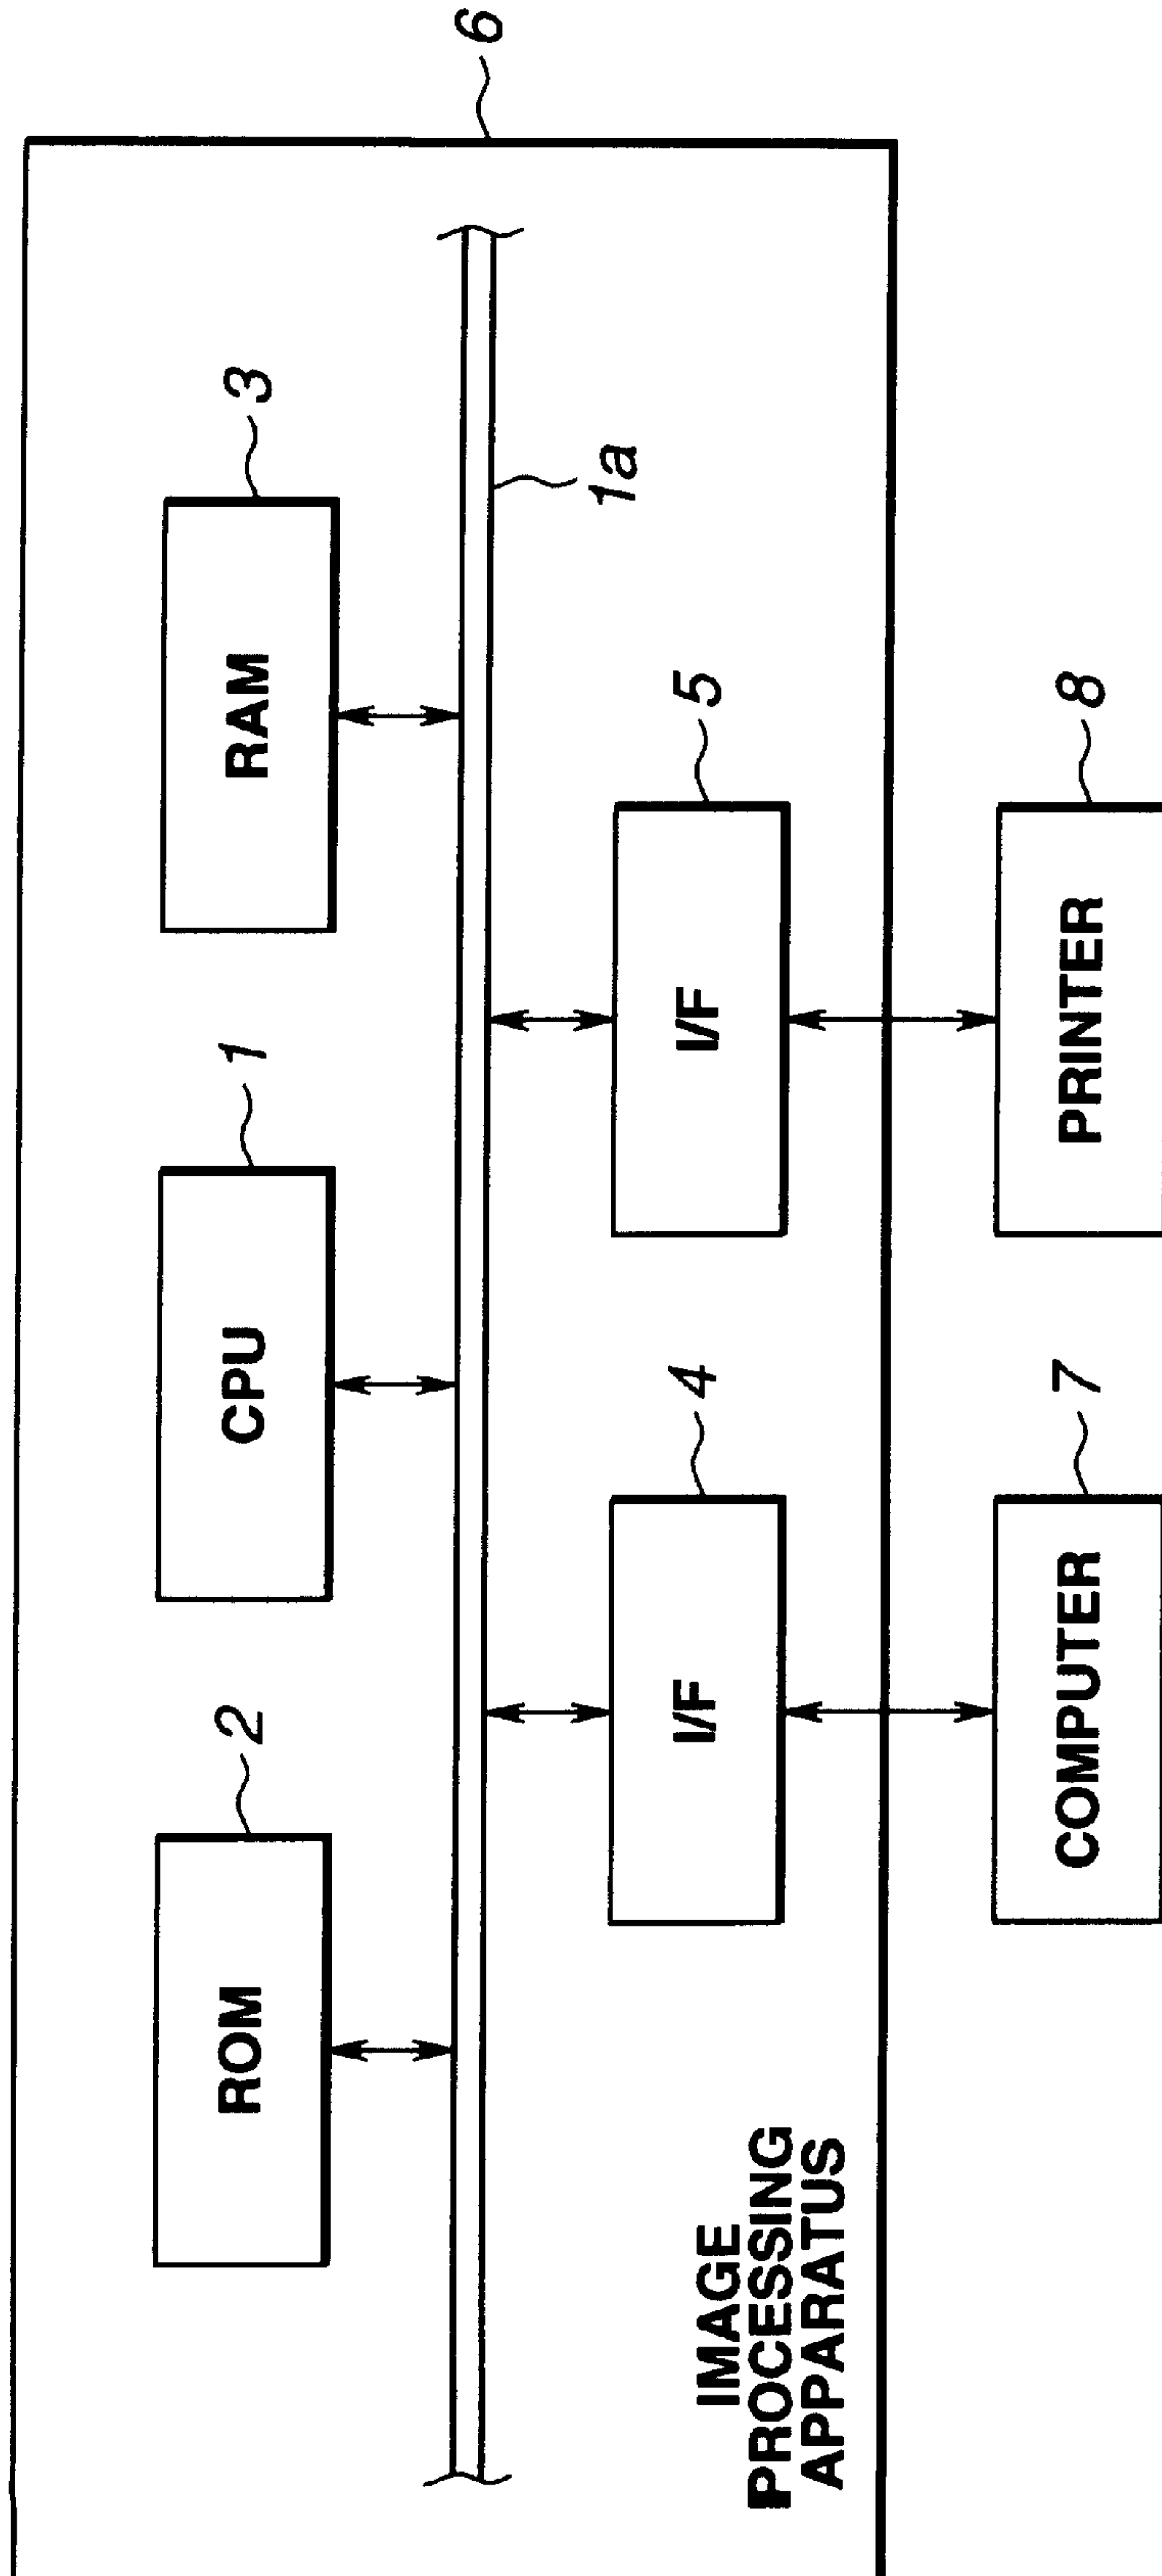 6
2
1
3
ROM
CPU
RAM
1a
4
5
I/F
I/F
IMAGE
PROCESSING
APPARATUS
7
8
COMPUTER
PRINTER